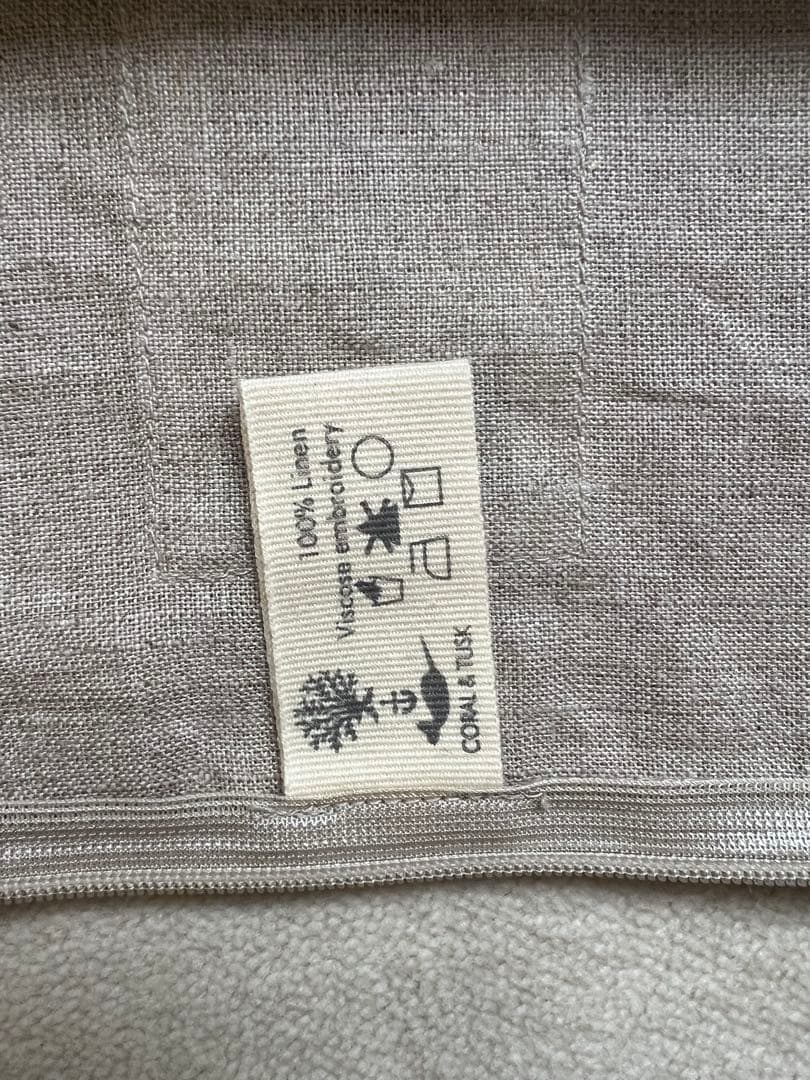 100% Linen
Viscose embroidery
CORAL & TUSK